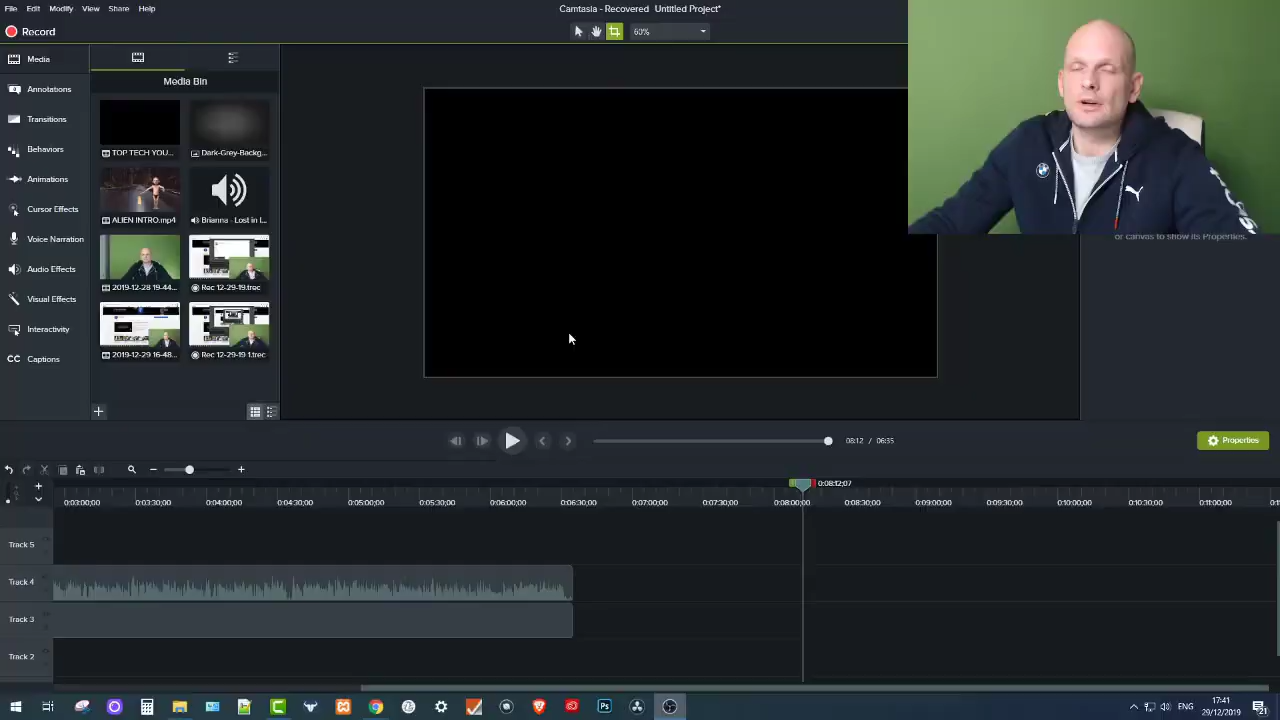 File Edit Modify View Share Help
Camtasia - Recovered Untitled Project*
Record
60%
Media
Annotations
Transitions
Behaviors
Animations
Cursor Effects
Voice Narration
Audio Effects
Visual Effects
Interactivity
CC Captions
Media Bin
TOP TECH YOU...
Dark-Grey-Backg...
ALIEN INTRO.mp4
Brianna - Lost in I...
2019-12-28 19-44...
Rec 12-29-19.trec
2019-12-29 16-48...
Rec 12-29-19 1.trec
or canvas to show its Properties.
08:12 / 06:35
Properties
0:08:12;07
0:03:30;00 0:04:00;00 0:04:30;00 0:05:00;00 0:05:30;00 0:06:00;00 0:06:30;00 0:07:00;00 0:07:30;00 0:08:00;00 0:08:30;00 0:09:00;00 0:09:30;00 0:10:00;00 0:10:30;00 0:11:00;00
Track 5
Track 4
Track 3
Track 2
Ps
ENG
17:41
29/12/2019
21